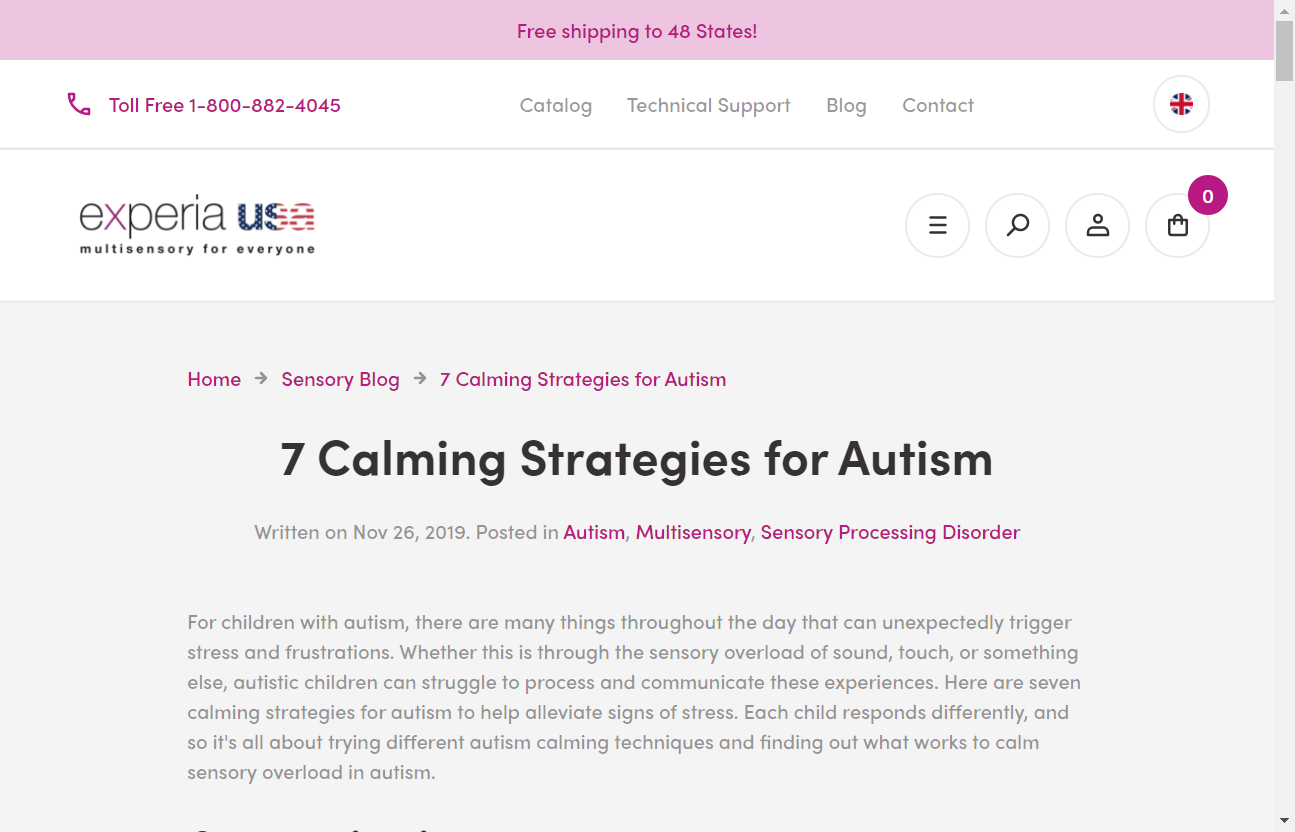 Free shipping to 48 States!
Toll Free 1-800-882-4045
Catalog Technical Support Blog Contact
experia usa
multisensory for everyone
0
Home → Sensory Blog → 7 Calming Strategies for Autism
7 Calming Strategies for Autism
Written on Nov 26, 2019. Posted in Autism, Multisensory, Sensory Processing Disorder
For children with autism, there are many things throughout the day that can unexpectedly trigger
stress and frustrations. Whether this is through the sensory overload of sound, touch, or something
else, autistic children can struggle to process and communicate these experiences. Here are seven
calming strategies for autism to help alleviate signs of stress. Each child responds differently, and
so it's all about trying different autism calming techniques and finding out what works to calm
sensory overload in autism.